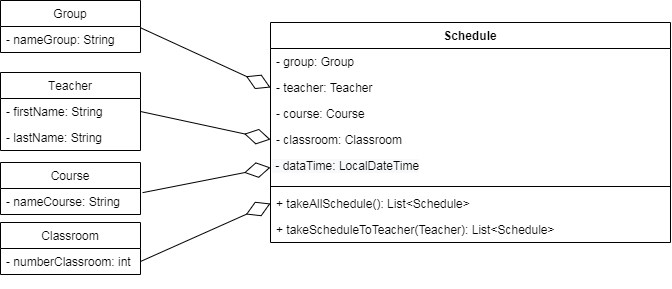 Group
- nameGroup: String
Teacher
- firstName: String
- lastName: String
Course
- nameCourse: String
Classroom
- numberClassroom: int
Schedule
- group: Group
- teacher: Teacher
- course: Course
- classroom: Classroom
- dataTime: LocalDateTime
+ takeAllSchedule(): List<Schedule>
+ takeScheduleToTeacher(Teacher): List<Schedule>